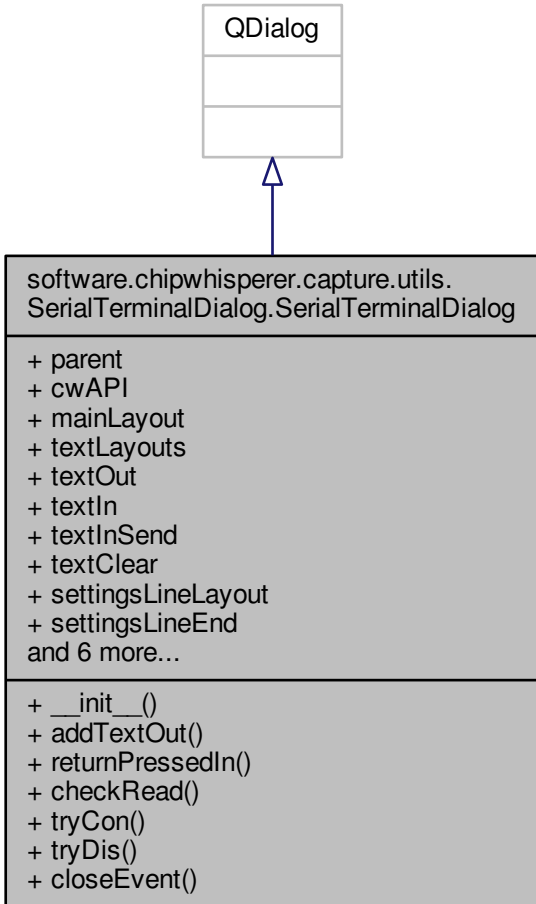 QDialog
software.chipwhisperer.capture.utils.
SerialTerminalDialog.SerialTerminalDialog
+ parent
+ cwAPI
+ mainLayout
+ textLayouts
+ textOut
+ textIn
+ textInSend
+ textClear
+ settingsLineLayout
+ settingsLineEnd
and 6 more...
+ __init__()
+ addTextOut()
+ returnPressedIn()
+ checkRead()
+ tryCon()
+ tryDis()
+ closeEvent()